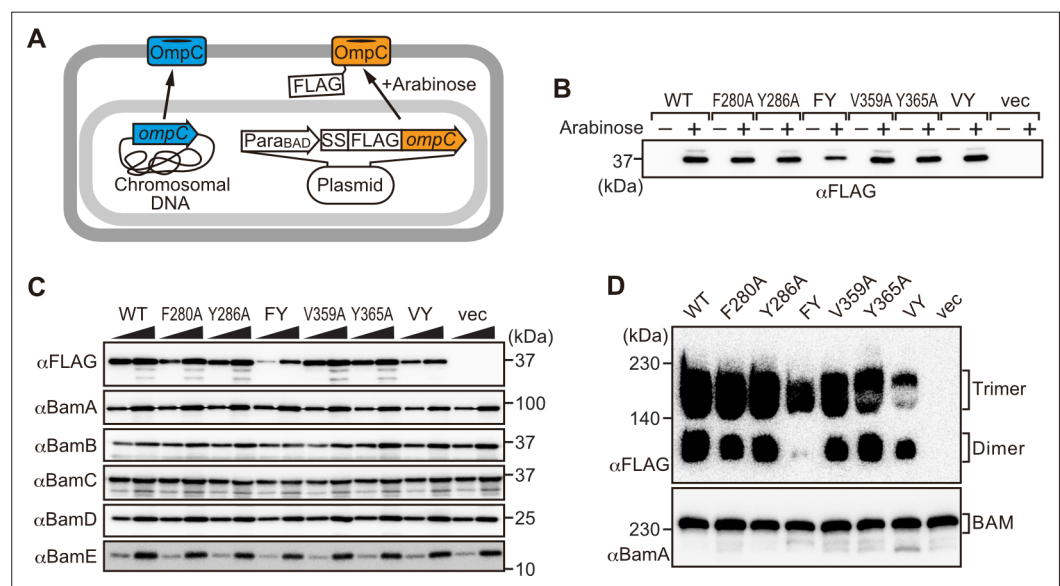 A
OmpC
OmpC
FLAG
+Arabinose
ompC
ParaBAD SS FLAG ompC
Chromosomal
DNA
Plasmid
B
WT F280A Y286A FY V359A Y365A VY vec
Arabinose − + − + − + − + − + − + − + − +
37
(kDa)
αFLAG
C
WT F280A Y286A FY V359A Y365A VY vec (kDa)
αFLAG 37
αBamA 100
αBamB 37
αBamC 37
αBamD 25
αBamE
10
D
WT F280A Y286A FY V359A Y365A VY vec
(kDa)
230
Trimer
140
Dimer
αFLAG
230 BAM
αBamA